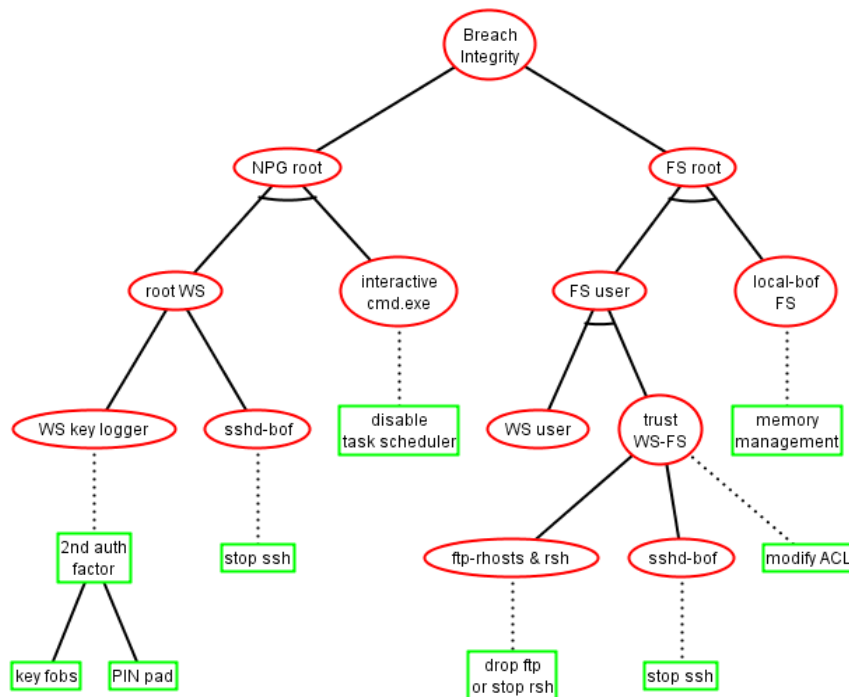 Breach
Integrity
NPG root
FS root
root WS
interactive
cmd.exe
FS user
local-bof
FS
WS key logger
sshd-bof
disable
task scheduler
WS user
trust
WS-FS
memory
management
2nd auth
factor
stop ssh
ftp-rhosts & rsh
sshd-bof
modify ACL
key fobs
PIN pad
drop ftp
or stop rsh
stop ssh